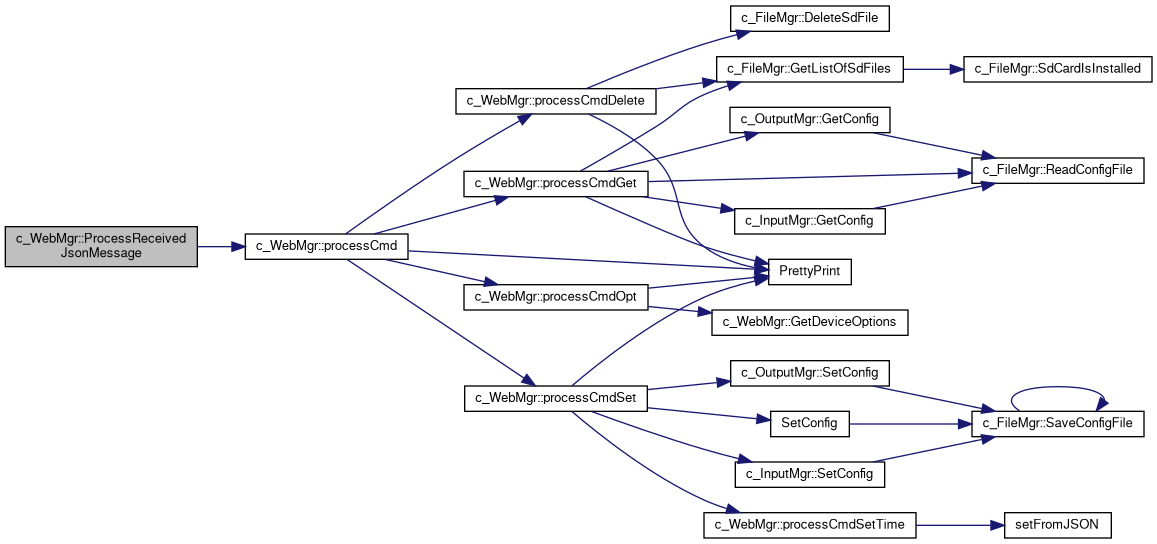 c_WebMgr::ProcessReceived
JsonMessage
c_WebMgr::processCmd
c_WebMgr::processCmdDelete
c_WebMgr::processCmdGet
c_WebMgr::processCmdOpt
c_WebMgr::processCmdSet
c_FileMgr::DeleteSdFile
c_FileMgr::GetListOfSdFiles
c_OutputMgr::GetConfig
c_InputMgr::GetConfig
PrettyPrint
c_WebMgr::GetDeviceOptions
c_OutputMgr::SetConfig
SetConfig
c_InputMgr::SetConfig
c_WebMgr::processCmdSetTime
c_FileMgr::SdCardIsInstalled
c_FileMgr::ReadConfigFile
c_FileMgr::SaveConfigFile
setFromJSON